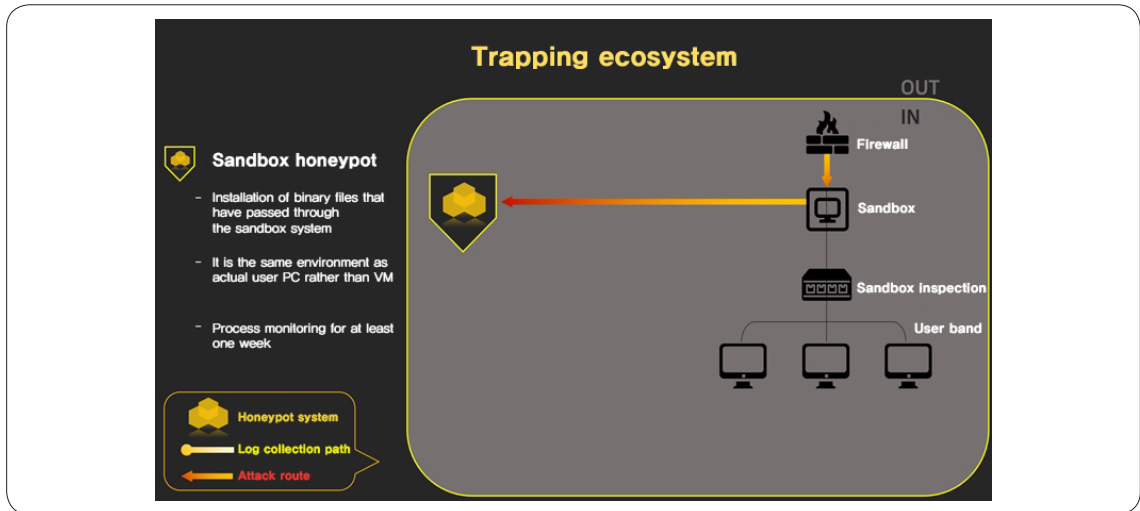 Trapping ecosystem
OUT
IN
Firewall
Sandbox honeypot
- Installation of binary files that
have passed through
the sandbox system
Sandbox
- It is the same environment as
actual user PC rather than VM
Sandbox inspection
- Process monitoring for at least
one week
User band
Honeypot system
Log collection path
Attack route